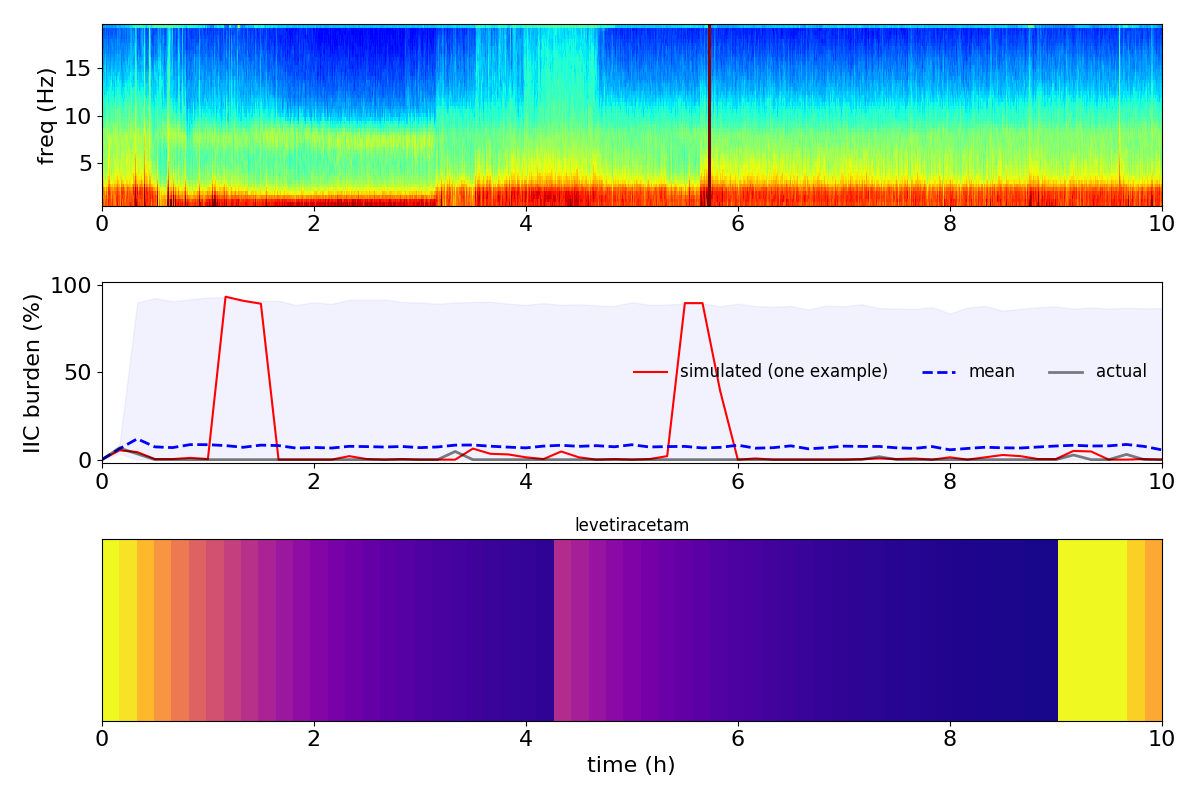 freq (Hz)
15
10
5
0 2 4 6 8 10
IIC burden (%)
100
50
0
simulated (one example) mean actual
0 2 4 6 8 10
levetiracetam
0 2 4 6 8 10
time (h)